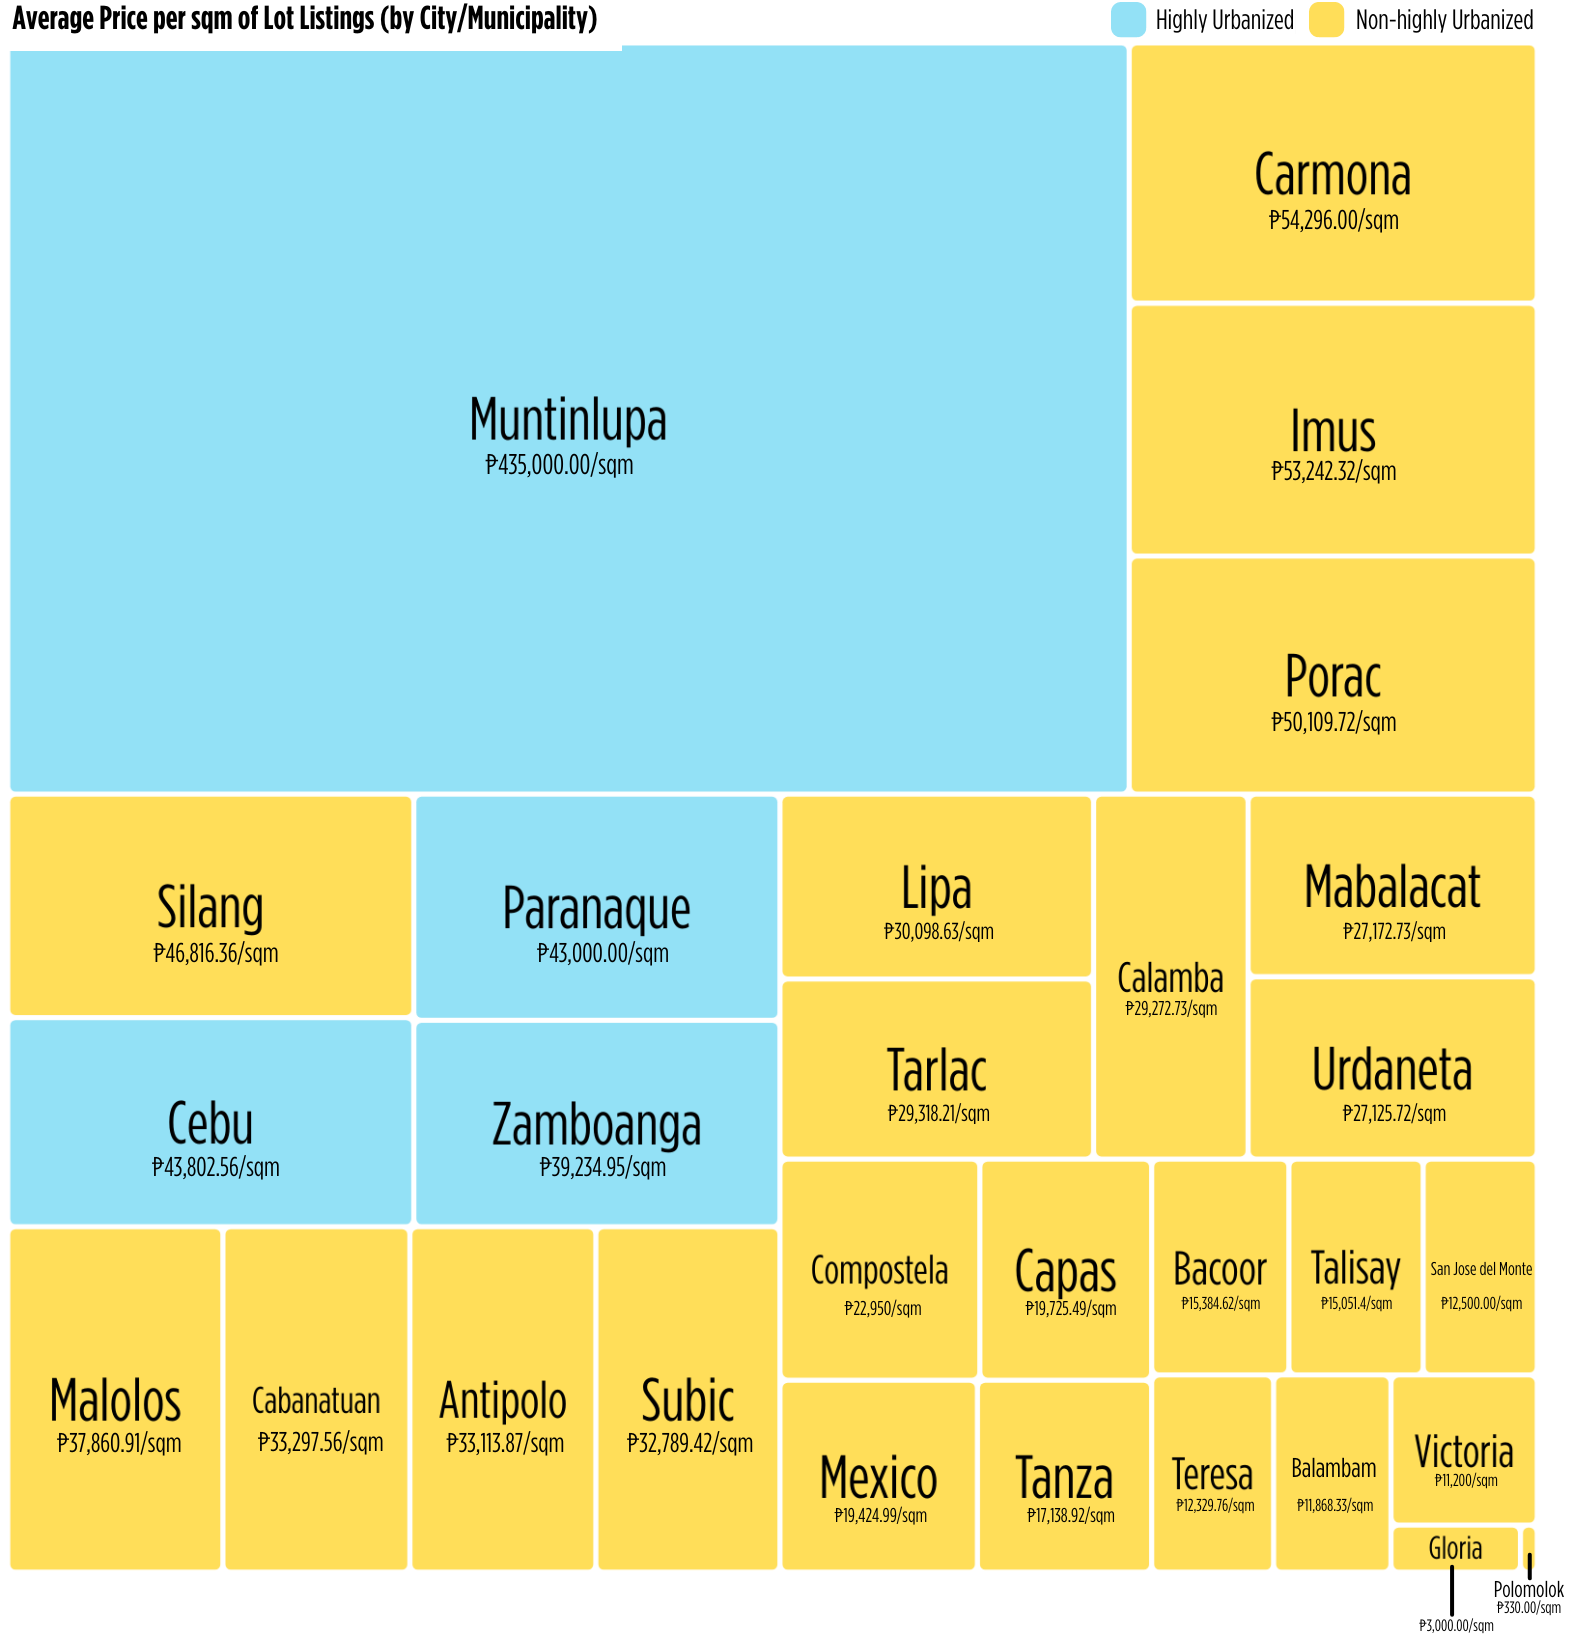 Average Price per sqm of Lot Listings (by City/Municipality)
Highly Urbanized
Non-highly Urbanized
Muntinlupa
₱435,000.00/sqm
Carmona
₱54,296.00/sqm
Imus
₱53,242.32/sqm
Porac
₱50,109.72/sqm
Silang
₱46,816.36/sqm
Paranaque
₱43,000.00/sqm
Cebu
₱43,802.56/sqm
Zamboanga
₱39,234.95/sqm
Lipa
₱30,098.63/sqm
Tarlac
₱29,318.21/sqm
Calamba
₱29,272.73/sqm
Mabalacat
₱27,172.73/sqm
Urdaneta
₱27,125.72/sqm
Malolos
₱37,860.91/sqm
Cabanatuan
₱33,297.56/sqm
Antipolo
₱33,113.87/sqm
Subic
₱32,789.42/sqm
Compostela
₱22,950/sqm
Capas
₱19,725.49/sqm
Bacoor
₱15,384.62/sqm
Talisay
₱15,051.4/sqm
San Jose del Monte
₱12,500.00/sqm
Mexico
₱19,424.99/sqm
Tanza
₱17,138.92/sqm
Teresa
₱12,329.76/sqm
Balambam
₱11,868.33/sqm
Victoria
₱11,200/sqm
Gloria
₱3,000.00/sqm
Polomolok
₱330.00/sqm